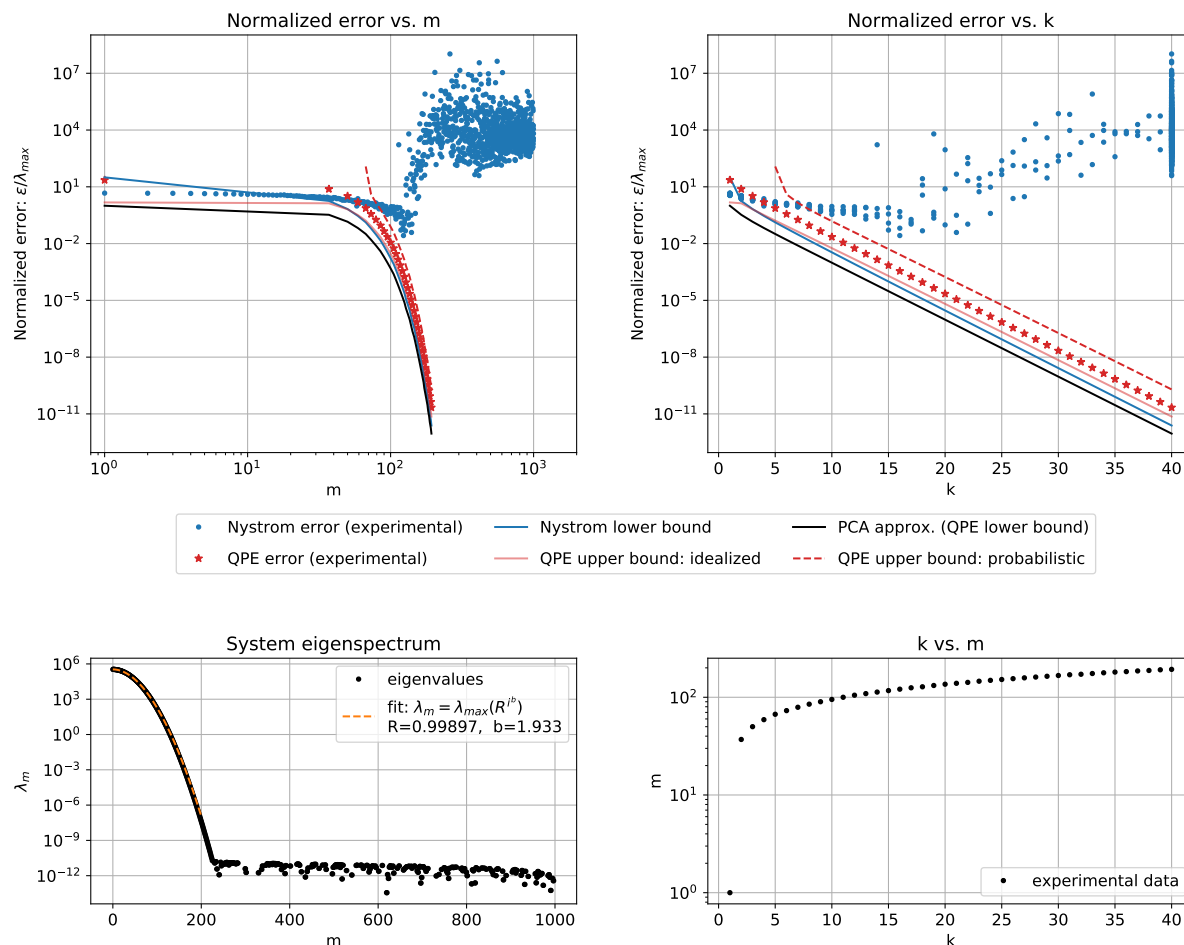 Normalized error vs. m
Normalized error: ε/λ_max
10^7
10^4
10^1
10^−2
10^−5
10^−8
10^−11
10^0
10^1
10^2
10^3
m
Normalized error vs. k
Normalized error: ε/λ_max
10^7
10^4
10^1
10^−2
10^−5
10^−8
10^−11
0
5
10
15
20
25
30
35
40
k
Nystrom error (experimental)
Nystrom lower bound
PCA approx. (QPE lower bound)
QPE error (experimental)
QPE upper bound: idealized
QPE upper bound: probabilistic
System eigenspectrum
λ_m
10^6
10^3
10^0
10^−3
10^−6
10^−9
10^−12
eigenvalues
fit: λ_m = λ_max(R^{i^b})
R=0.99897, b=1.933
0
200
400
600
800
1000
m
k vs. m
m
10^2
10^1
10^0
experimental data
0
5
10
15
20
25
30
35
40
k